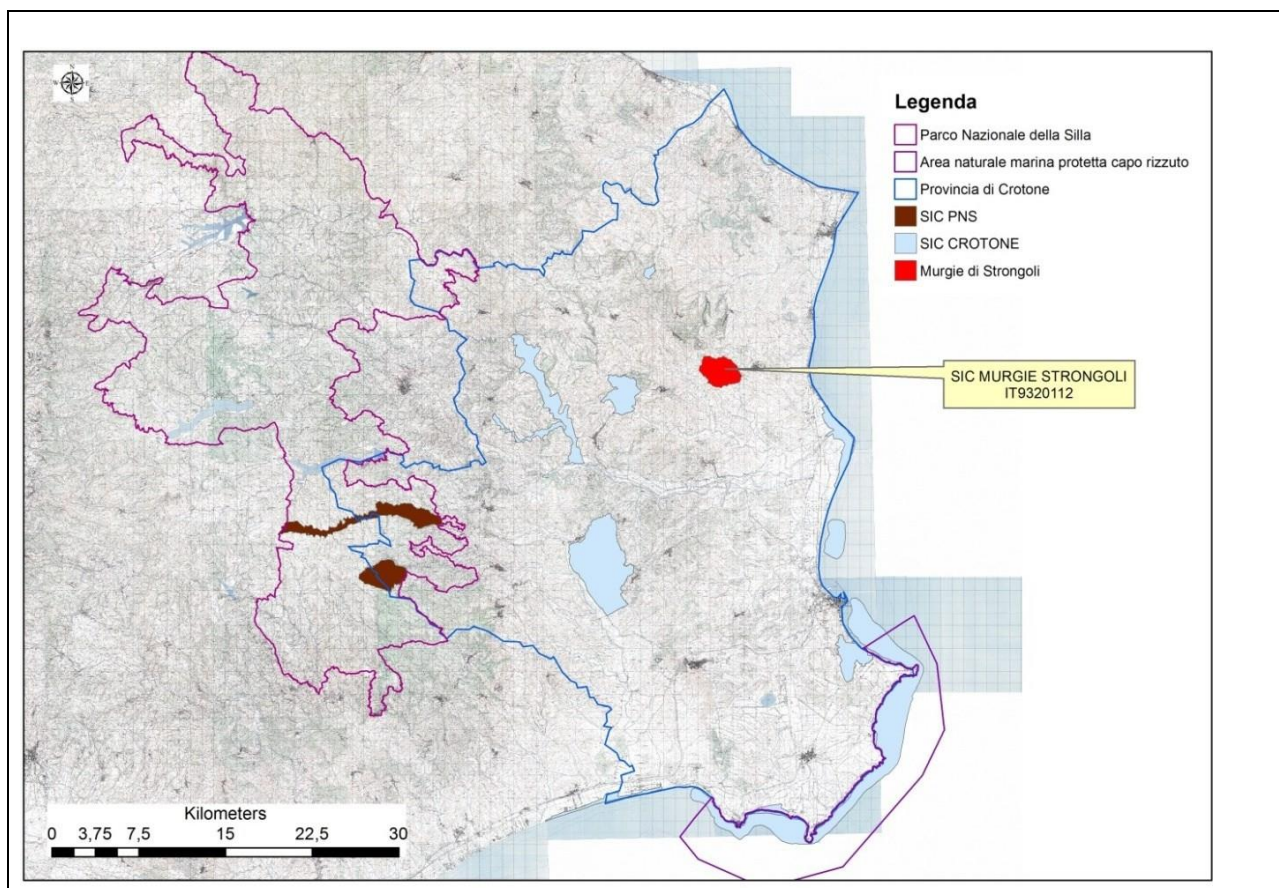 Legenda
Parco Nazionale della Silla
Area naturale marina protetta capo rizzuto
Provincia di Crotone
SIC PNS
SIC CROTONE
Murgie di Strongoli
SIC MURGIE STRONGOLI
IT9320112
Kilometers
0 3,75 7,5 15 22,5 30